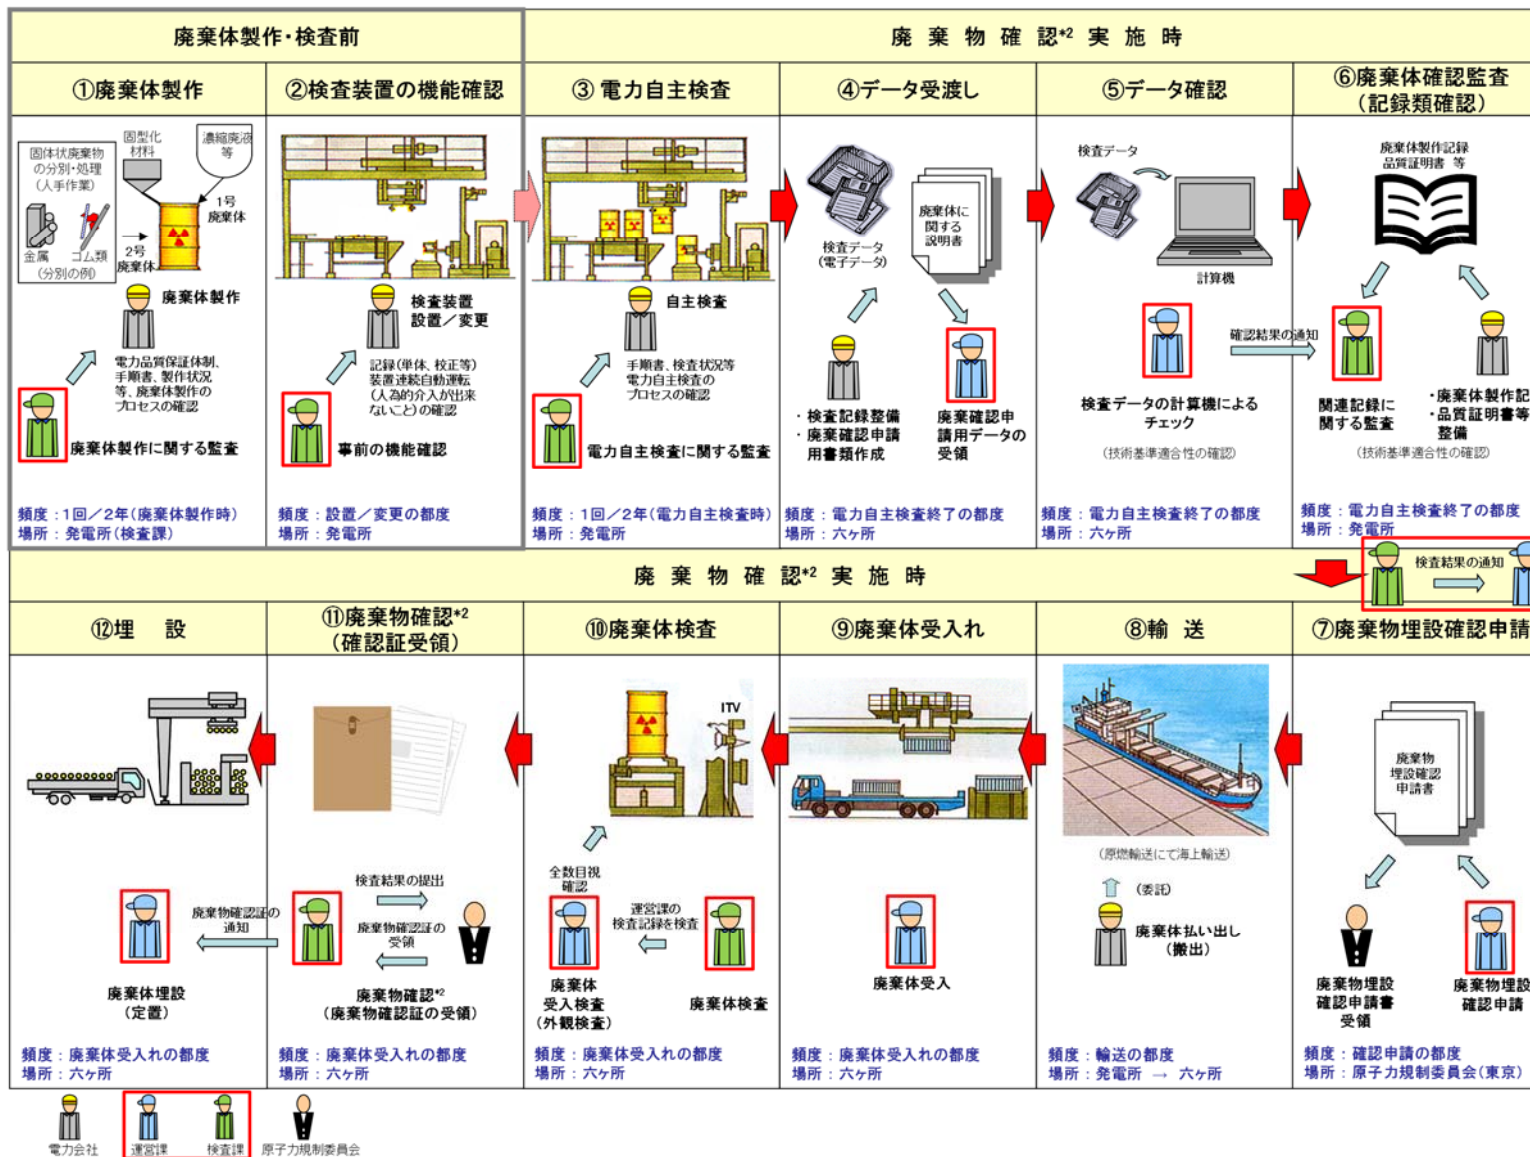 廃棄体製作・検査前
廃棄物確認*2実施時
①廃棄体製作
②検査装置の機能確認
③電力自主検査
④データ受渡し
⑤データ確認
⑥廃棄体確認監査
(記録類確認)
固体状廃棄物
の分別・処理
(人手作業)
金属
ゴム類
(分別の例)
固型化
材料
濃縮廃液
等
1号
廃棄体
2号
廃棄体
廃棄体製作
電力品質保証体制、
手順書、製作状況
等、廃棄体製作の
プロセスの確認
廃棄体製作に関する監査
頻度:1回/2年(廃棄体製作時)
場所:発電所(検査課)
検査装置
設置/変更
記録(単体、校正等)
装置連続自動運転
(人為的介入が出来
ないこと)の確認
事前の機能確認
頻度:設置/変更の都度
場所:発電所
自主検査
手順書、検査状況等
電力自主検査の
プロセスの確認
電力自主検査に関する監査
頻度:1回/2年(電力自主検査時)
場所:発電所
検査データ
(電子データ)
廃棄体に
関する
説明書
・検査記録整備
・廃棄確認申請
用書類作成
廃棄確認申
請用データの
受領
頻度:電力自主検査終了の都度
場所:六ヶ所
検査データ
計算機
確認結果の通知
検査データの計算機による
チェック
(技術基準適合性の確認)
頻度:電力自主検査終了の都度
場所:六ヶ所
廃棄体製作記録
品質証明書 等
関連記録に
関する監査
・廃棄体製作記
・品質証明書等
整備
(技術基準適合性の確認)
頻度:電力自主検査終了の都度
場所:発電所
検査結果の通知
廃棄物確認*2実施時
⑫埋 設
⑪廃棄物確認*2
(確認証受領)
⑩廃棄体検査
⑨廃棄体受入れ
⑧輸 送
⑦廃棄物埋設確認申請
廃棄物確認証の
通知
廃棄体埋設
(定置)
頻度:廃棄体受入れの都度
場所:六ヶ所
検査結果の提出
廃棄物確認証の
受領
廃棄物確認*2
(廃棄物確認証の受領)
頻度:廃棄体受入れの都度
場所:六ヶ所
ITV
全数目視
確認
運営課の
検査記録を検査
廃棄体
受入検査
(外観検査)
廃棄体検査
頻度:廃棄体受入れの都度
場所:六ヶ所
廃棄体受入
頻度:廃棄体受入れの都度
場所:六ヶ所
(原燃輸送にて海上輸送)
(委託)
廃棄体払い出し
(搬出)
頻度:輸送の都度
場所:発電所 → 六ヶ所
廃棄物
埋設確認
申請書
廃棄物埋設
確認申請書
受領
廃棄物埋設
確認申請
頻度:確認申請の都度
場所:原子力規制委員会(東京)
電力会社
運営課
検査課
原子力規制委員会